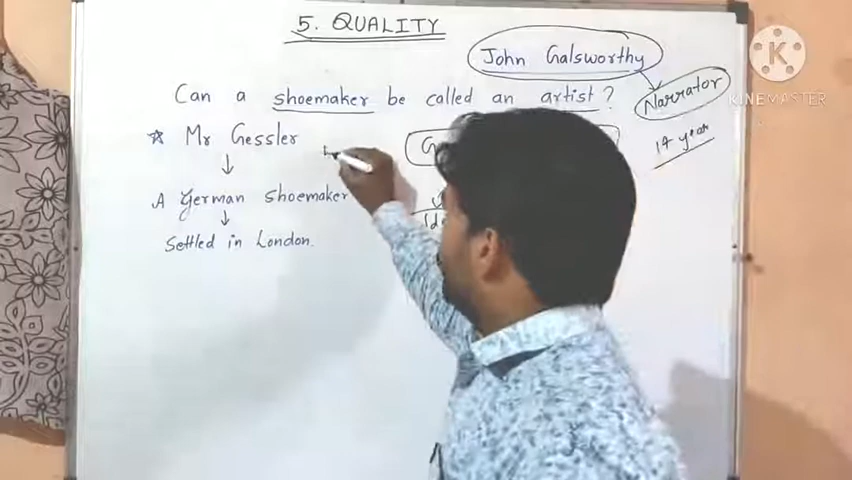 5. QUALITY
John Galsworthy
Narrator
14 year
Can a shoemaker be called an artist?
☆ Mr Gessler
↓
A German Shoemaker
↓
Settled in London.
KINEMASTER